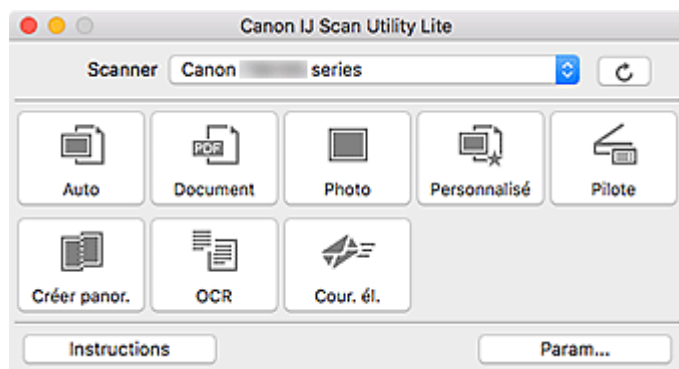 Canon IJ Scan Utility Lite
Scanner Canon series
PDF
Auto Document Photo Personnalisé Pilote
Créer panor. OCR Cour. él.
Instructions Param...